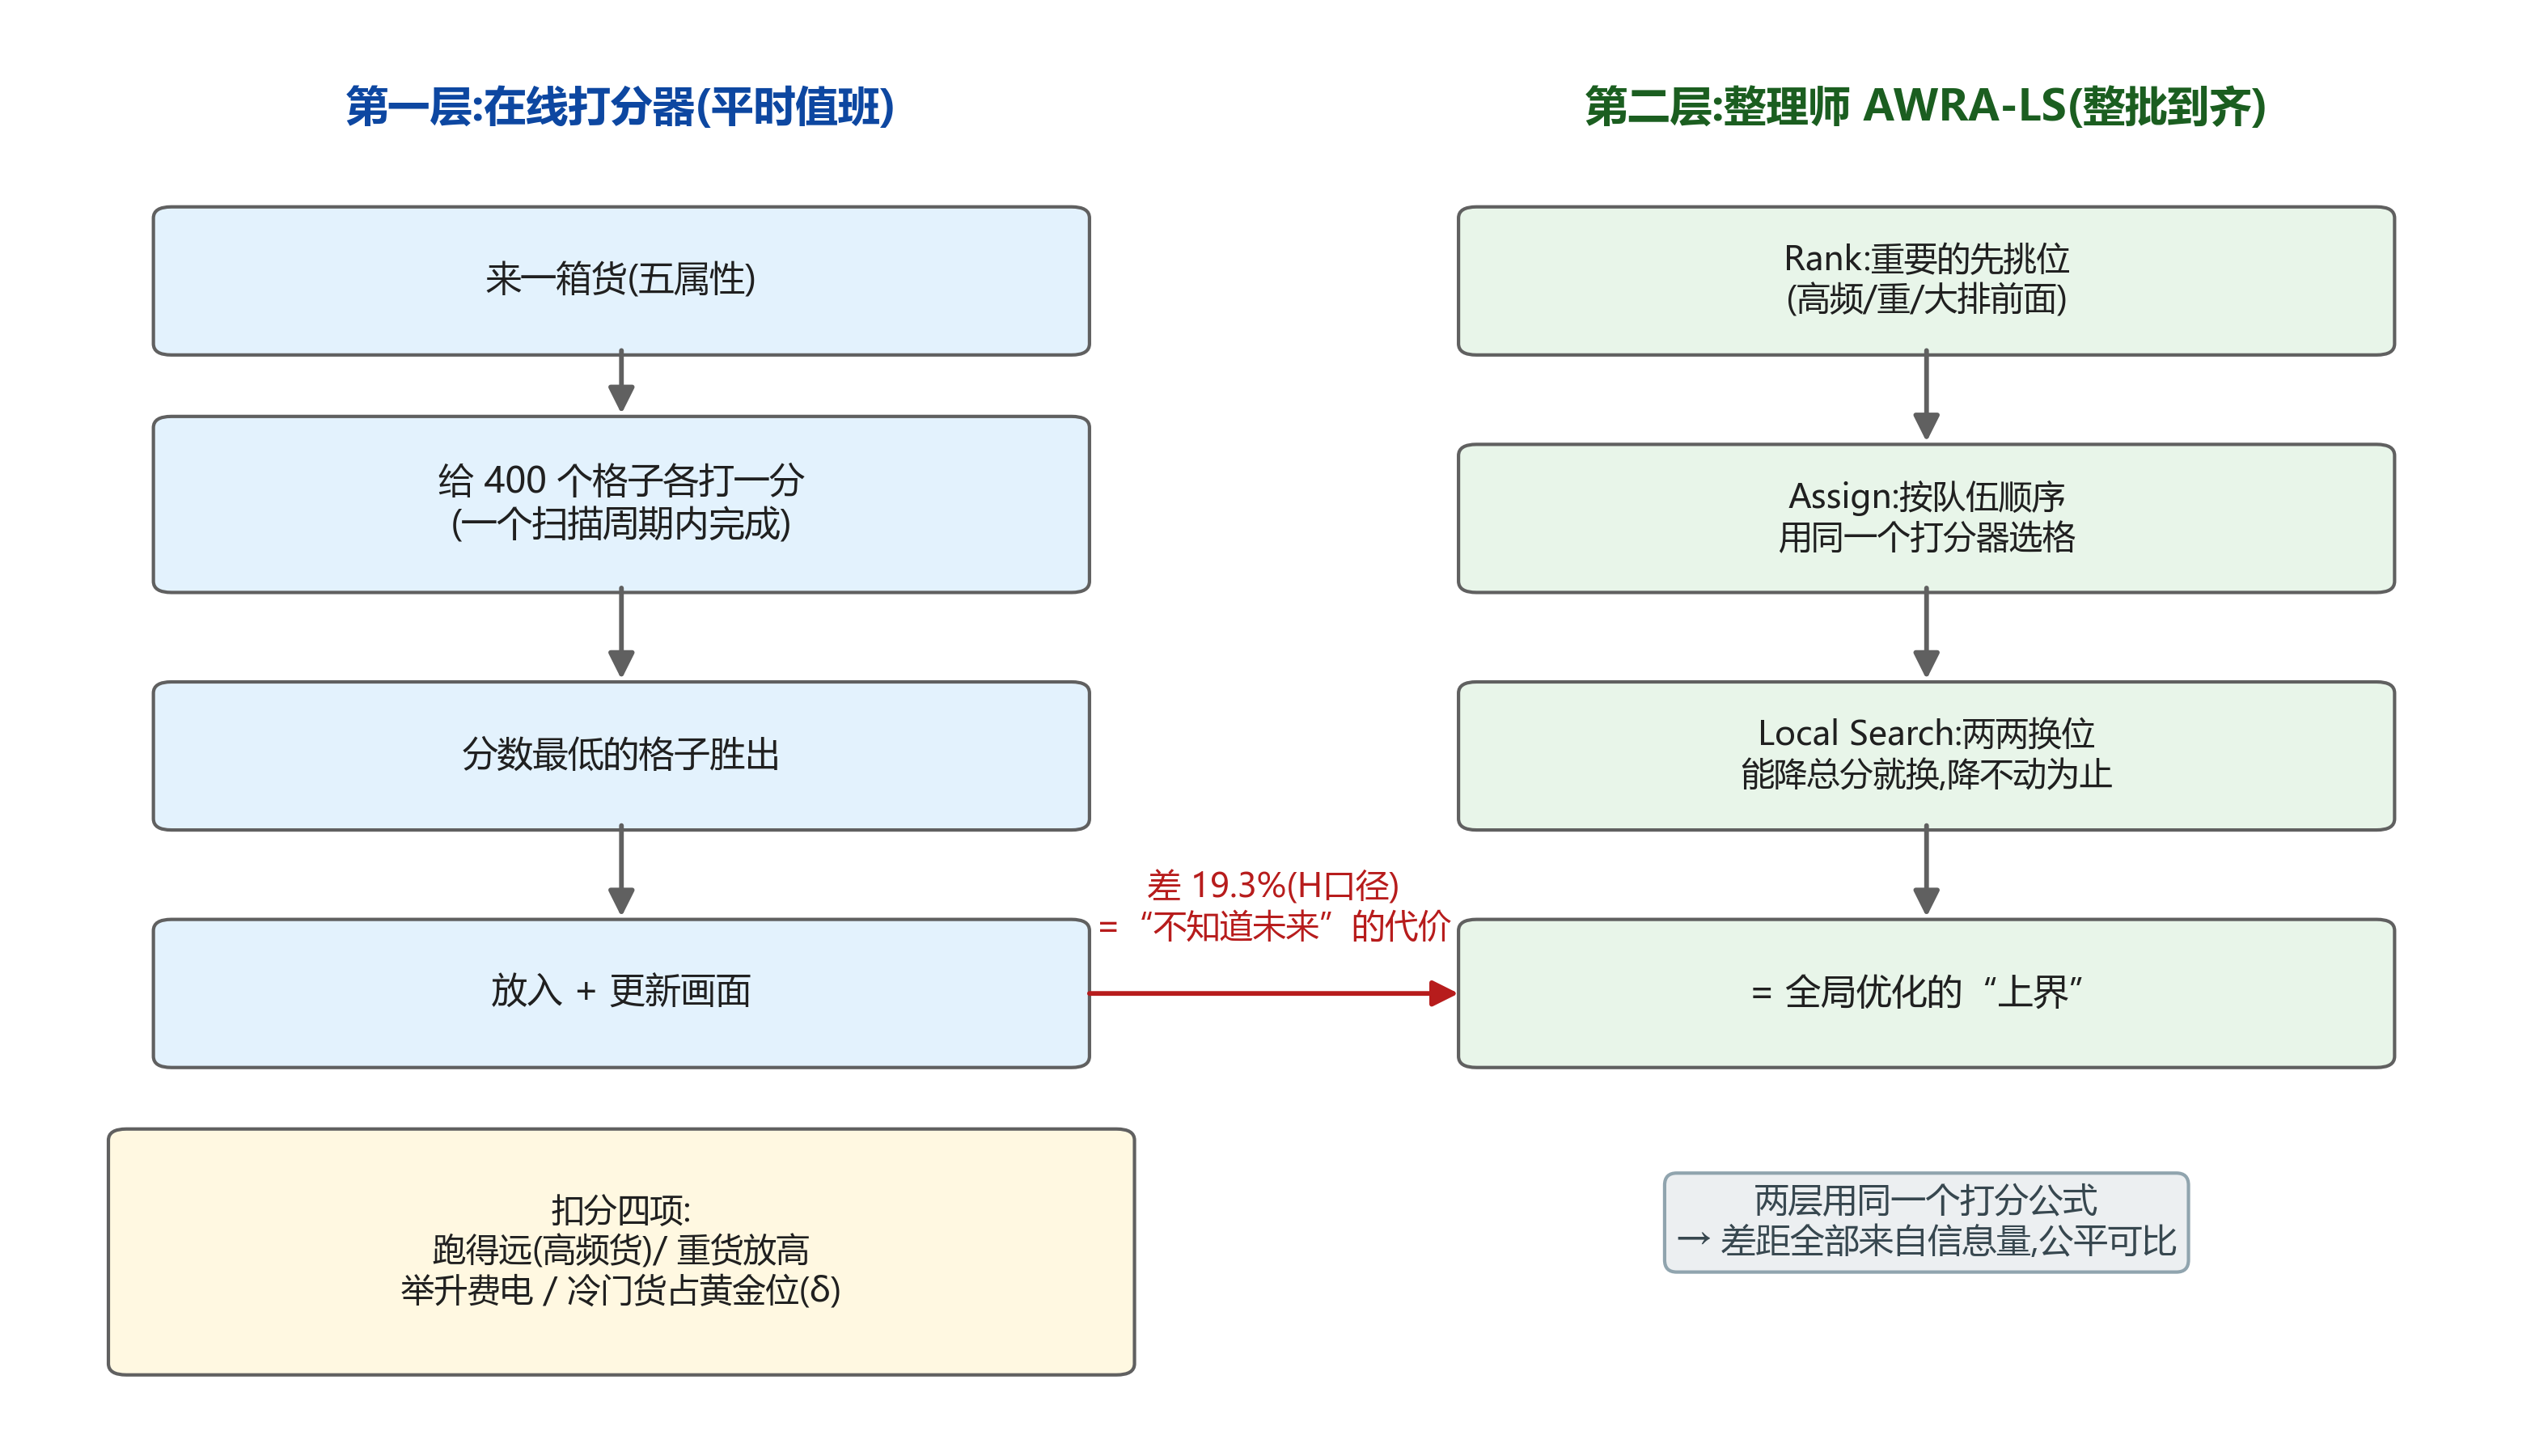 第一层:在线打分器(平时值班)
来一箱货(五属性)
给 400 个格子各打一分
(一个扫描周期内完成)
分数最低的格子胜出
放入 + 更新画面
扣分四项:
跑得远(高频货)/ 重货放高
举升费电 / 冷门货占黄金位(δ)
差 19.3%(H口径)
=“不知道未来”的代价
第二层:整理师 AWRA-LS(整批到齐)
Rank:重要的先挑位
(高频/重/大排前面)
Assign:按队伍顺序
用同一个打分器选格
Local Search:两两换位
能降总分就换,降不动为止
= 全局优化的“上界”
两层用同一个打分公式
→ 差距全部来自信息量,公平可比